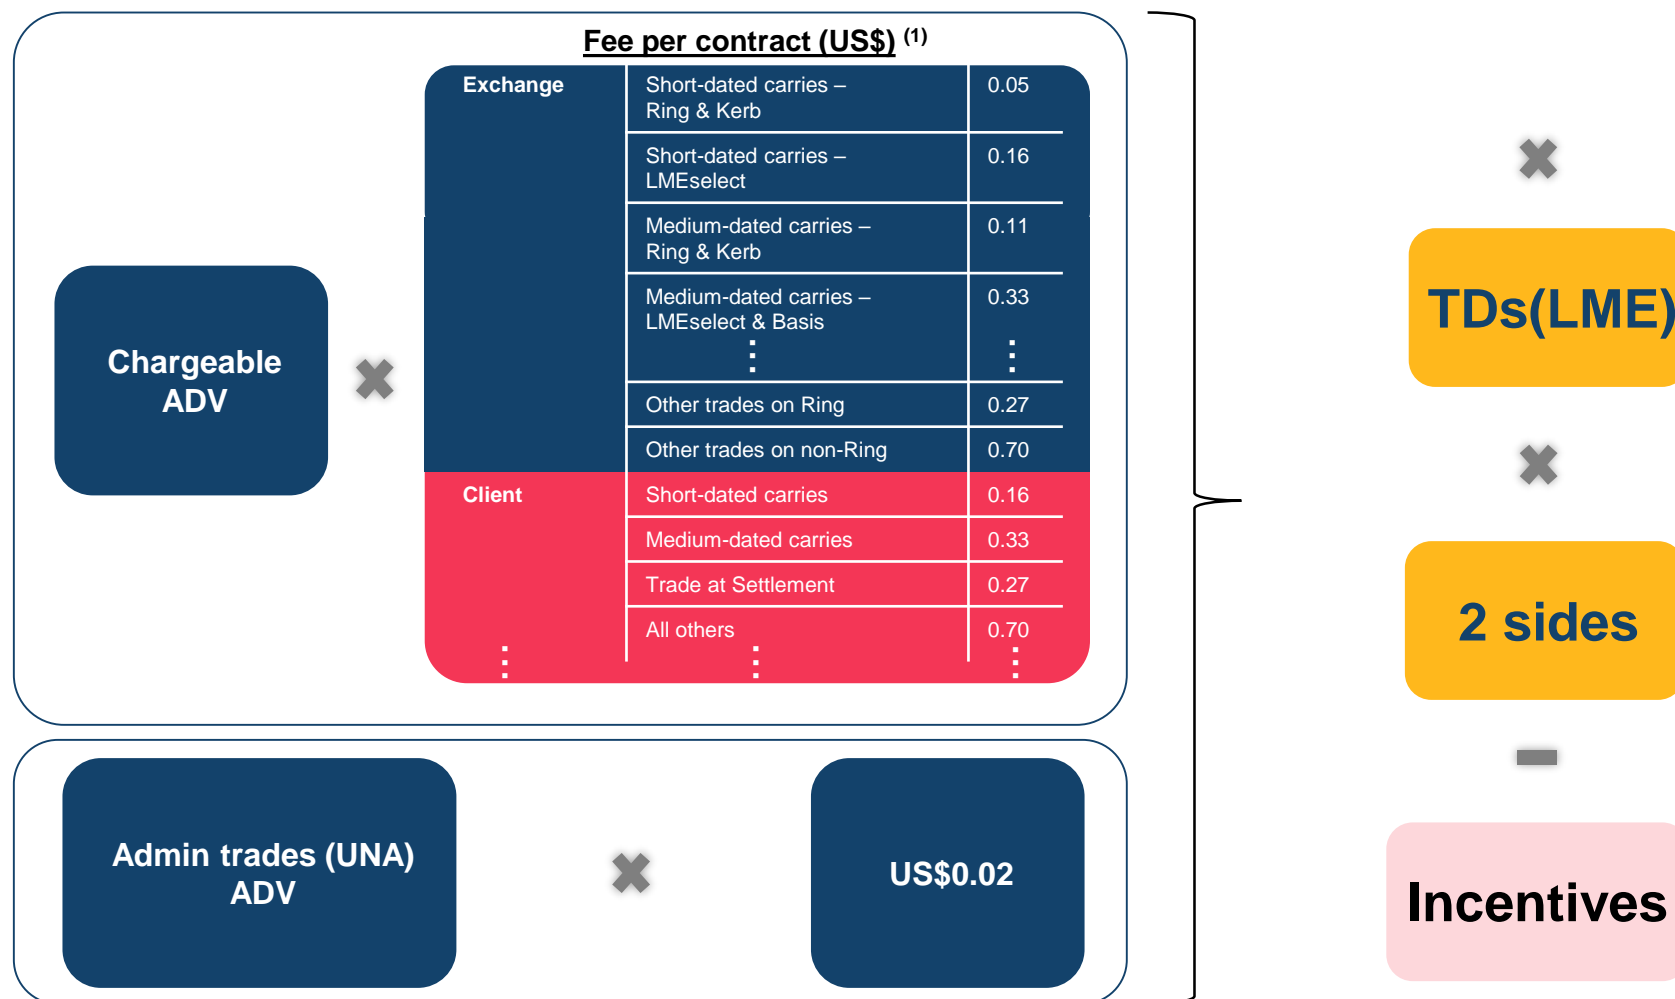 Fee per contract (US$) (1)
Exchange
Short-dated carries –
Ring & Kerb
0.05
Short-dated carries –
LMEselect
0.16
Medium-dated carries –
Ring & Kerb
0.11
Medium-dated carries –
LMEselect & Basis
0.33
Other trades on Ring
0.27
Other trades on non-Ring
0.70
Client
Short-dated carries
0.16
Medium-dated carries
0.33
Trade at Settlement
0.27
All others
0.70
Chargeable
ADV
Admin trades (UNA)
ADV
US$0.02
TDs(LME)
2 sides
Incentives